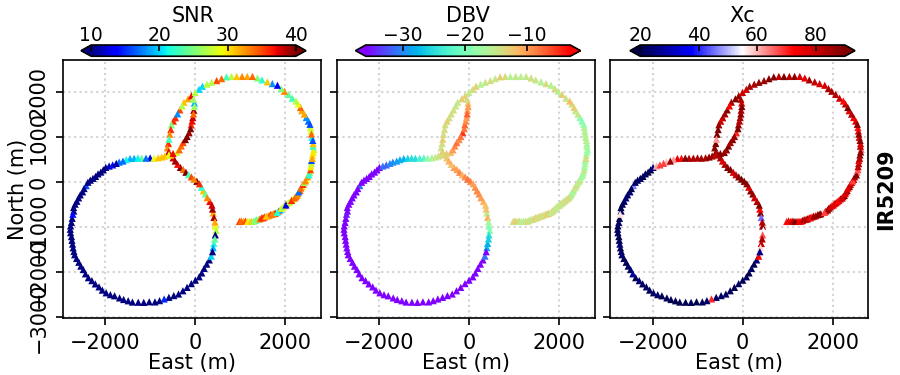 SNR DBV Xc
10 20 30 40 −30 −20 −10 20 40 60 80
North (m)
2000
1000
0
−1000
−2000
−3000
IR5209
−2000 0 2000 −2000 0 2000 −2000 0 2000
East (m) East (m) East (m)